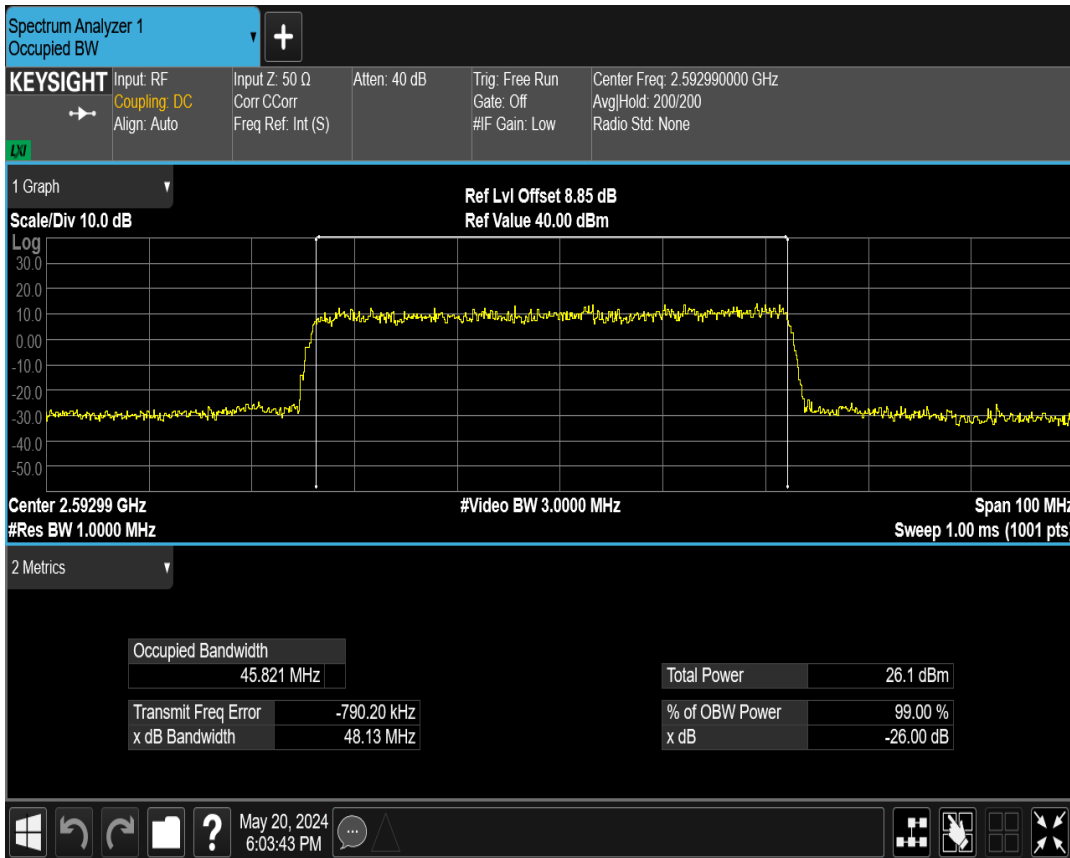 Spectrum Analyzer 1
Occupied BW
KEYSIGHT
LXI
Input: RF
Coupling: DC
Align: Auto
Input Z: 50 Ω
Corr CCorr
Freq Ref: Int (S)
Atten: 40 dB
Trig: Free Run
Gate: Off
#IF Gain: Low
Center Freq: 2.592990000 GHz
Avg|Hold: 200/200
Radio Std: None
1 Graph
Scale/Div 10.0 dB
Ref Lvl Offset 8.85 dB
Ref Value 40.00 dBm
Log
30.0
20.0
10.0
0.00
-10.0
-20.0
-30.0
-40.0
-50.0
Center 2.59299 GHz
#Video BW 3.0000 MHz
Span 100 MHz
#Res BW 1.0000 MHz
Sweep 1.00 ms (1001 pts)
2 Metrics
Occupied Bandwidth
45.821 MHz
Total Power 26.1 dBm
Transmit Freq Error -790.20 kHz
% of OBW Power 99.00 %
x dB Bandwidth 48.13 MHz
x dB -26.00 dB
?
May 20, 2024
6:03:43 PM